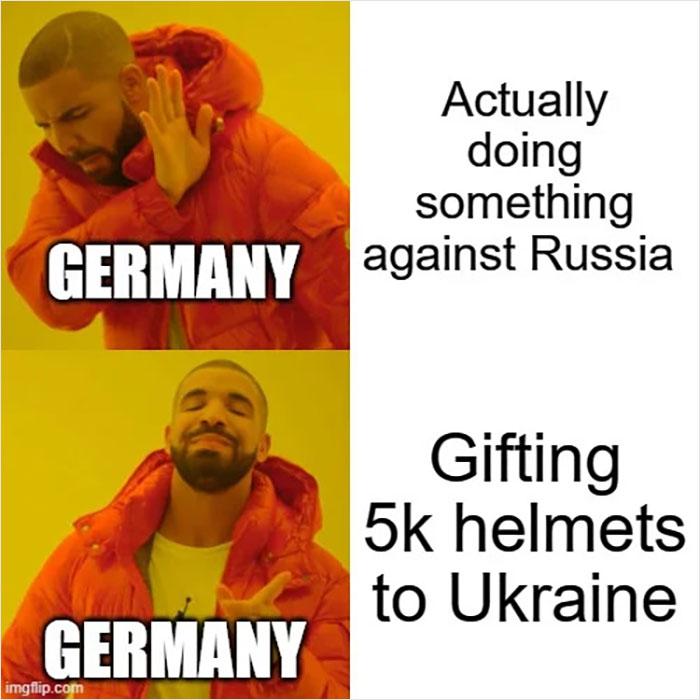 Actually
doing
something
against Russia
GERMANY
Gifting
5k helmets
to Ukraine
GERMANY
imgflip.com